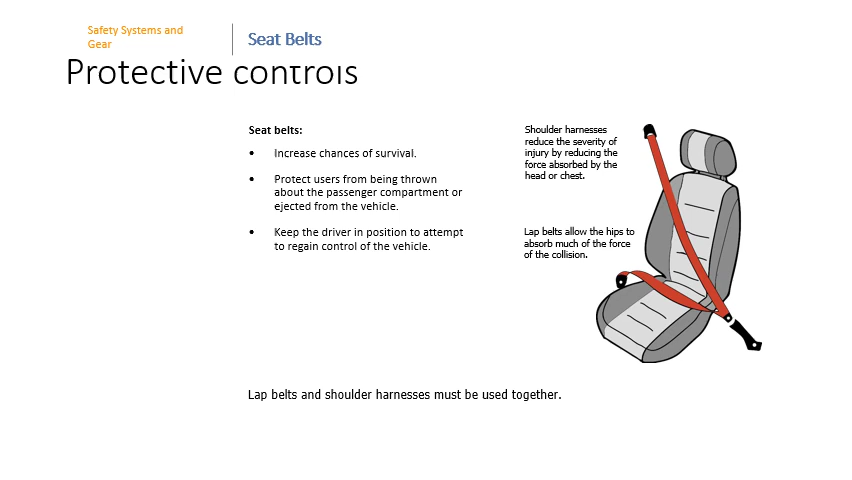 Safety Systems and
Gear
Seat Belts
Protective controls
Seat belts:
• Increase chances of survival.
• Protect users from being thrown
about the passenger compartment or
ejected from the vehicle.
• Keep the driver in position to attempt
to regain control of the vehicle.
Shoulder harnesses
reduce the severity of
injury by reducing the
force absorbed by the
head or chest.
Lap belts allow the hips to
absorb much of the force
of the collision.
Lap belts and shoulder harnesses must be used together.